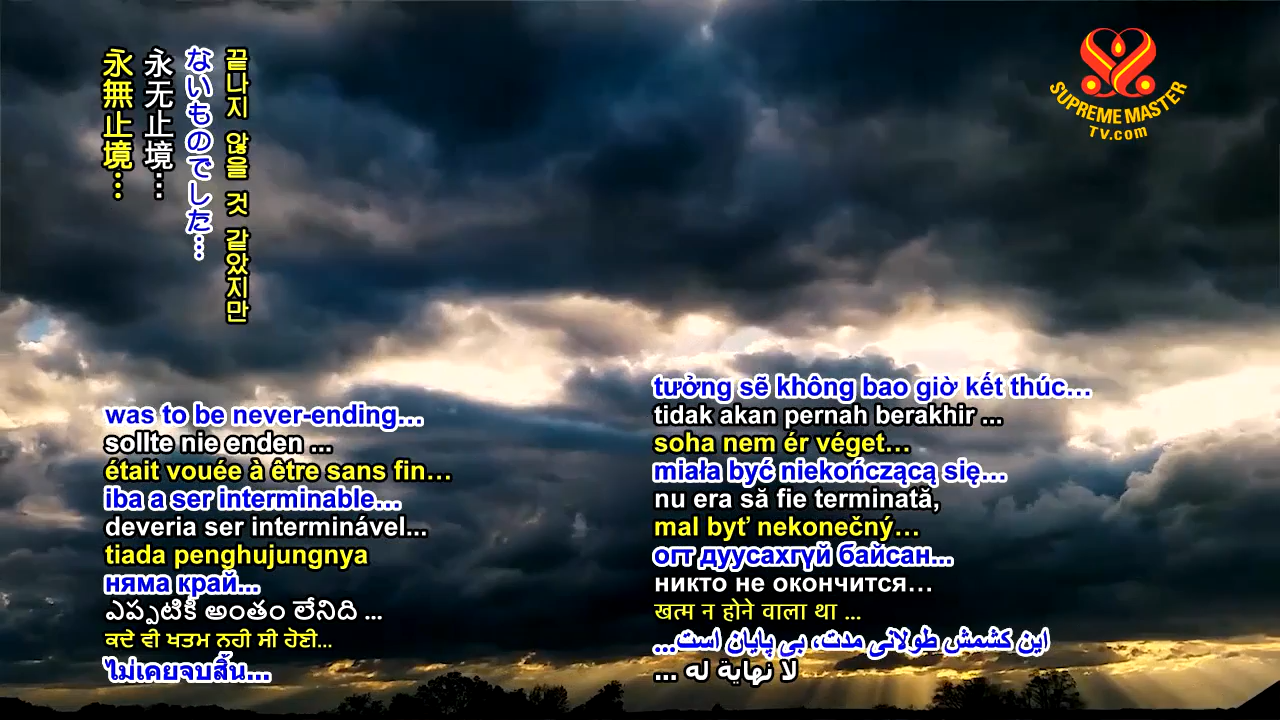 끝나지 않을 것 같았지만
ないものでした…
永无止境…
永無止境…
SUPREME MASTER
TV.com
was to be never-ending…
sollte nie enden ...
était vouée à être sans fin…
iba a ser interminable…
deveria ser interminável...
tiada penghujungnya
няма край...
ఎప్పటికీ అంతం లేనిది ...
ਕਦੇ ਵੀ ਖਤਮ ਨਹੀ ਸੀ ਹੋਣੀ...
ไม่เคยจบสิ้น...
tưởng sẽ không bao giờ kết thúc…
tidak akan pernah berakhir ...
soha nem ér véget…
miała być niekończącą się…
nu era să fie terminată,
mal byť nekonečný…
огт дуусахгүй байсан...
никто не окончится…
खत्म न होने वाला था ...
این کشمش طولانی مدت، بی پایان است...
لا نهاية له ...